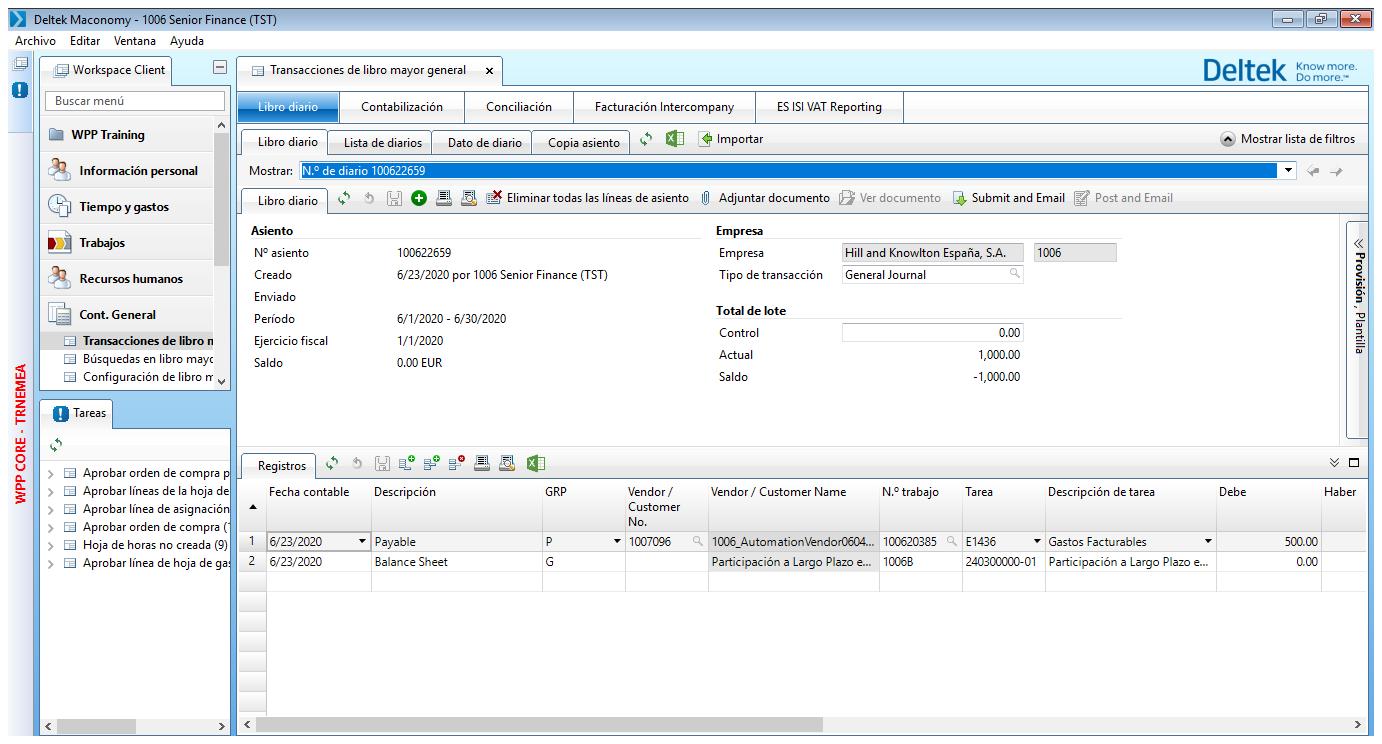 Deltek Maconomy - 1006 Senior Finance (TST)
Archivo Editar Ventana Ayuda
Workspace Client
Buscar menú
WPP Training
Información personal
Tiempo y gastos
Trabajos
Recursos humanos
Cont. General
Transacciones de libro n
Búsquedas en libro mayo
Configuración de libro m
WPP CORE - TRNEMEA
Tareas
Aprobar orden de compra p
Aprobar líneas de la hoja de
Aprobar línea de asignación
Aprobar orden de compra (
Hoja de horas no creada (9)
Aprobar línea de hoja de gas
Transacciones de libro mayor general x
Deltek Know more. Do more.™
Libro diario Contabilización Conciliación Facturación Intercompany ES ISI VAT Reporting
Libro diario Lista de diarios Dato de diario Copia asiento Importar Mostrar lista de filtros
Mostrar: N.º de diario 100622659
Libro diario Eliminar todas las líneas de asiento Adjuntar documento Ver documento Submit and Email Post and Email
Asiento
Nº asiento 100622659
Creado 6/23/2020 por 1006 Senior Finance (TST)
Enviado
Período 6/1/2020 - 6/30/2020
Ejercicio fiscal 1/1/2020
Saldo 0.00 EUR
Empresa
Empresa Hill and Knowlton España, S.A. 1006
Tipo de transacción General Journal
Total de lote
Control 0.00
Actual 1,000.00
Saldo -1,000.00
Provisión , Plantilla
Registros
Fecha contable Descripción GRP Vendor / Customer No. Vendor / Customer Name N.º trabajo Tarea Descripción de tarea Debe Haber
1 6/23/2020 Payable P 1007096 1006_AutomationVendor0604... 100620385 E1436 Gastos Facturables 500.00
2 6/23/2020 Balance Sheet G Participación a Largo Plazo e... 1006B 240300000-01 Participación a Largo Plazo e... 0.00